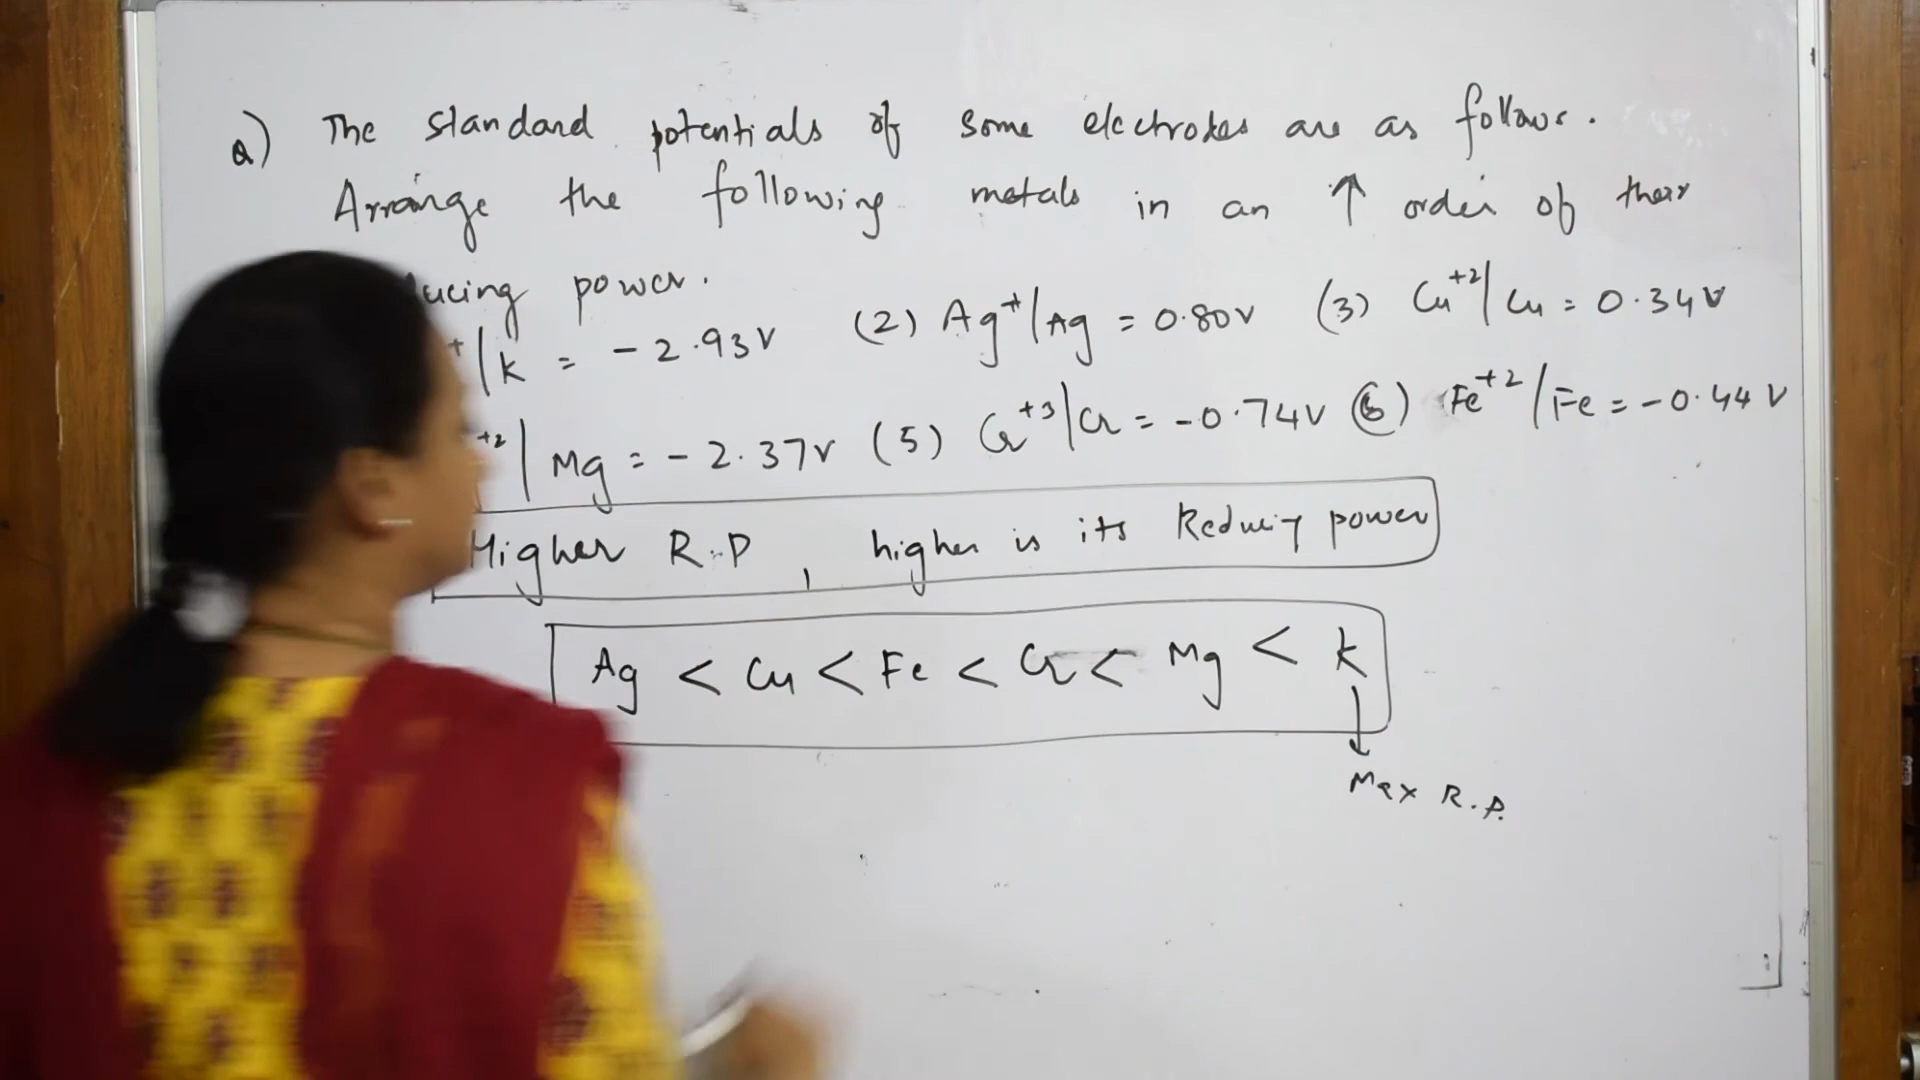 Q) The standard potentials of some electrodes are as follows.
Arrange the following metals in an ↑ order of their
ucing power.
+/K = -2.93V (2) Ag+/Ag = 0.80V (3) Cu+2/Cu = 0.34V
+2/Mg = -2.37V (5) Cr+3/Cr = -0.74V (6) Fe+2/Fe = -0.44V
Higher R.P, higher is its Reducing power
Ag < Cu < Fe < Cr < Mg < K
Max R.P.